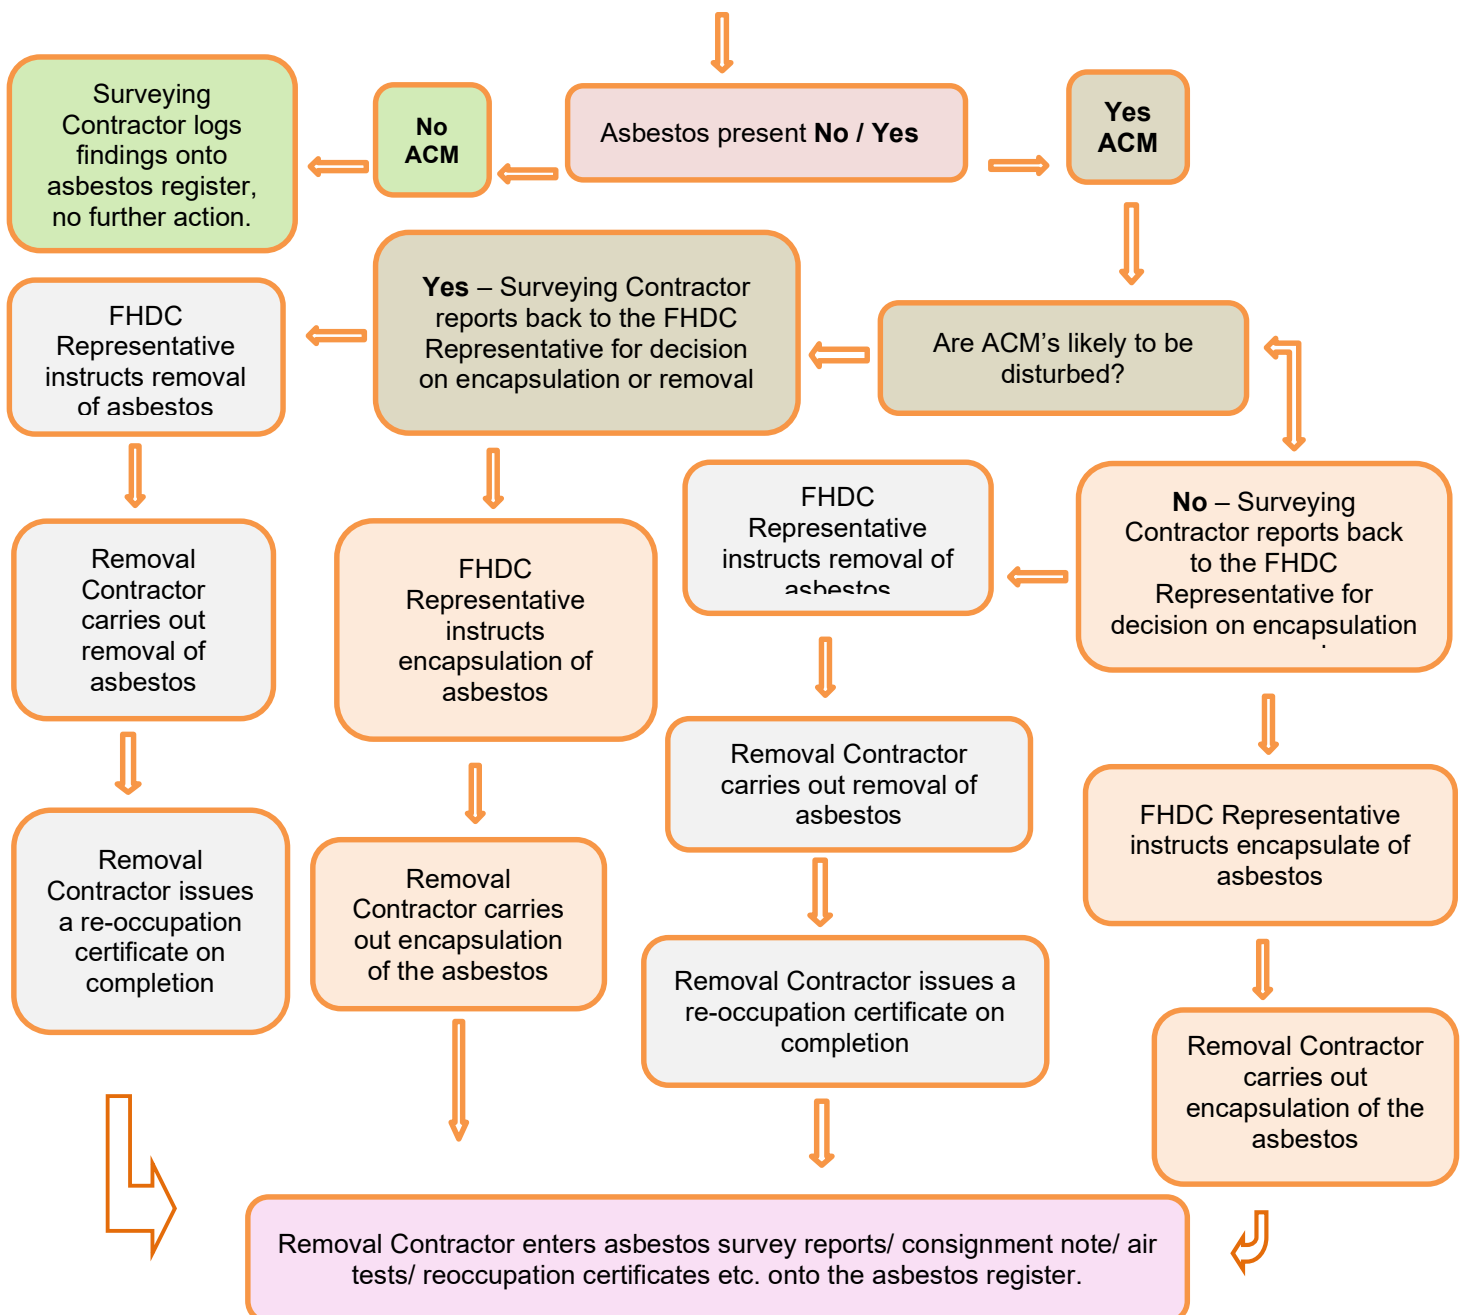 Surveying
Contractor logs
findings onto
asbestos register,
no further action.
No
ACM
Asbestos present No / Yes
Yes
ACM
FHDC
Representative
instructs removal
of asbestos
Yes – Surveying Contractor
reports back to the FHDC
Representative for decision
on encapsulation or removal
Are ACM's likely to be
disturbed?
Removal
Contractor
carries out
removal of
asbestos
FHDC
Representative
instructs
encapsulation of
asbestos
FHDC
Representative
instructs removal of
asbestos
No – Surveying
Contractor reports back
to the FHDC
Representative for
decision on encapsulation
Removal Contractor
carries out removal of
asbestos
FHDC Representative
instructs encapsulate of
asbestos
Removal
Contractor issues
a re-occupation
certificate on
completion
Removal
Contractor carries
out encapsulation
of the asbestos
Removal Contractor issues a
re-occupation certificate on
completion
Removal Contractor
carries out
encapsulation of the
asbestos
Removal Contractor enters asbestos survey reports/ consignment note/ air
tests/ reoccupation certificates etc. onto the asbestos register.